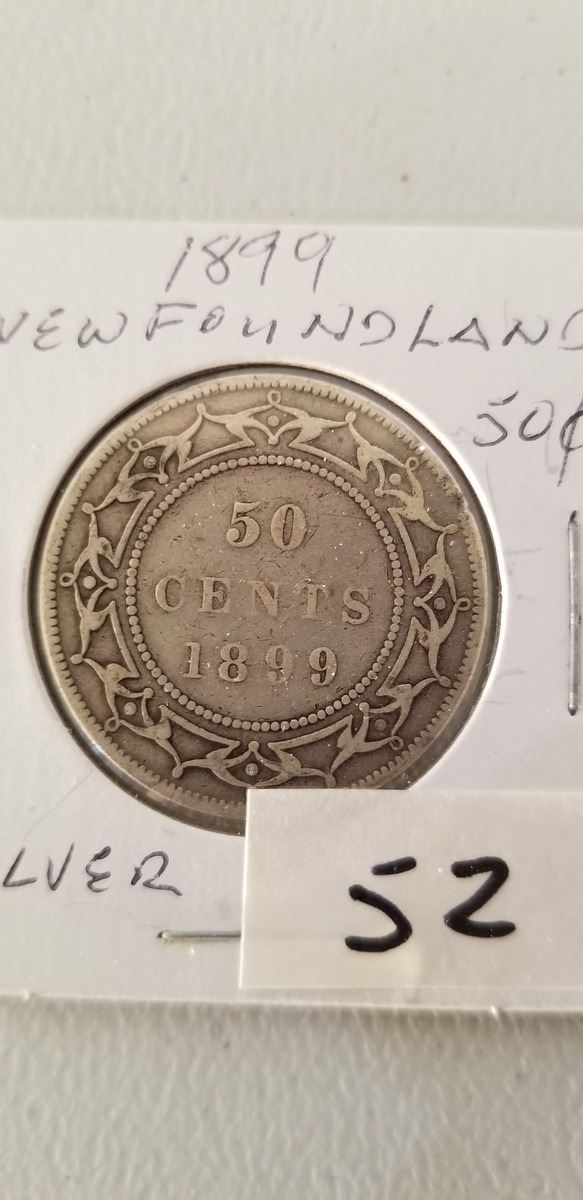 1899
NEWFOUNDLAND
50¢
50
CENTS
1899
LVER
52